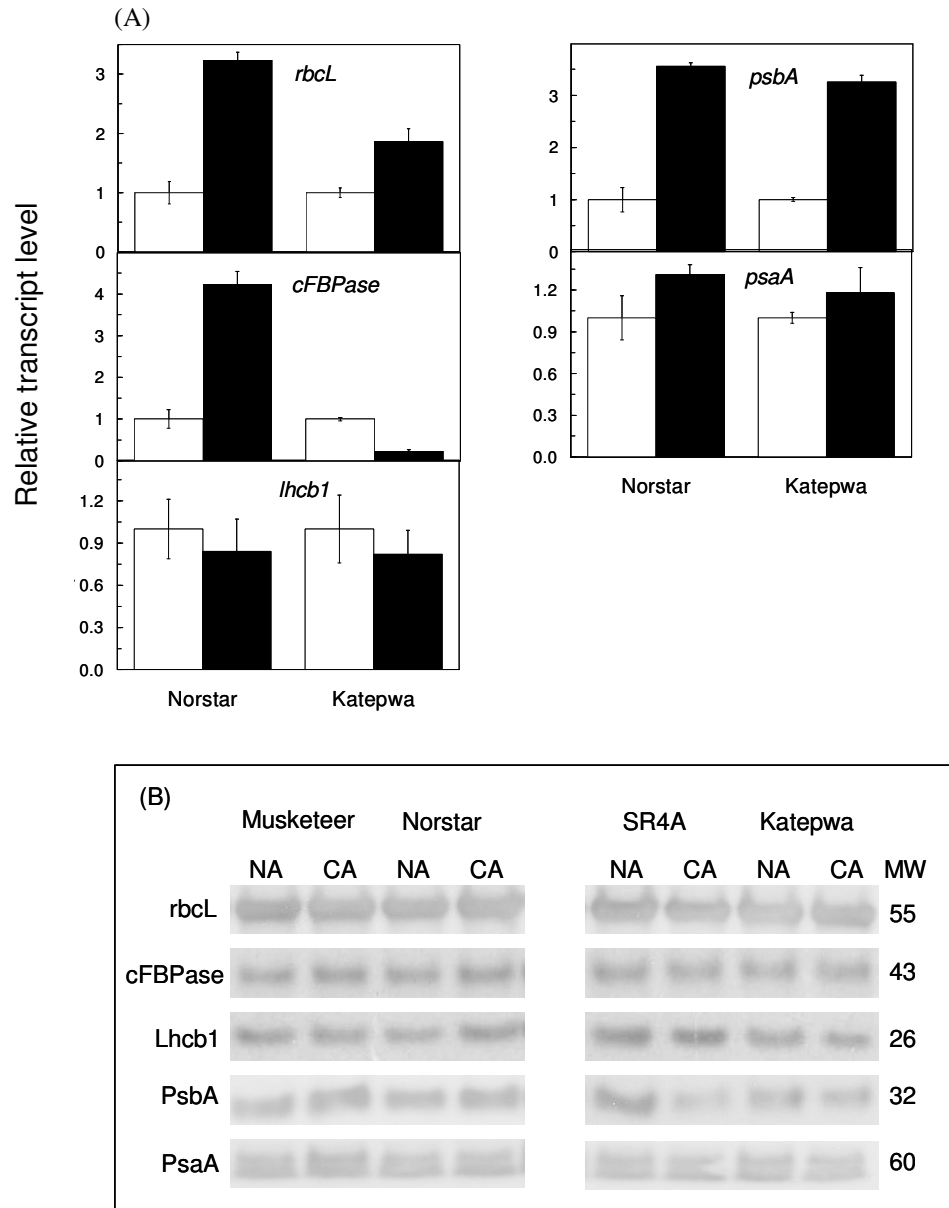 (A)
Relative transcript level
rbcL
3
2
1
0
cFBPase
4
3
2
1
0
lhcb1
1.2
0.9
0.6
0.3
0.0
Norstar Katepwa
psbA
3
2
1
0
psaA
1.2
0.9
0.6
0.3
0.0
Norstar Katepwa
(B)
Musketeer Norstar SR4A Katepwa
NA CA NA CA NA CA NA CA MW
rbcL 55
cFBPase 43
Lhcb1 26
PsbA 32
PsaA 60